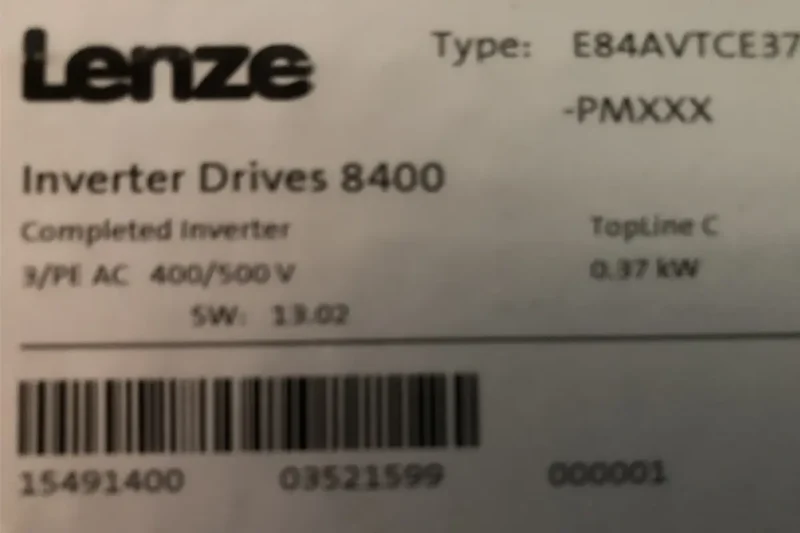 Lenze Type: E84AVTCE37
-PMXXX
Inverter Drives 8400
Completed Inverter TopLine C
3/PE AC 400/500 V 0.37 kW
SW: 13.02
15491400 03521599 000001